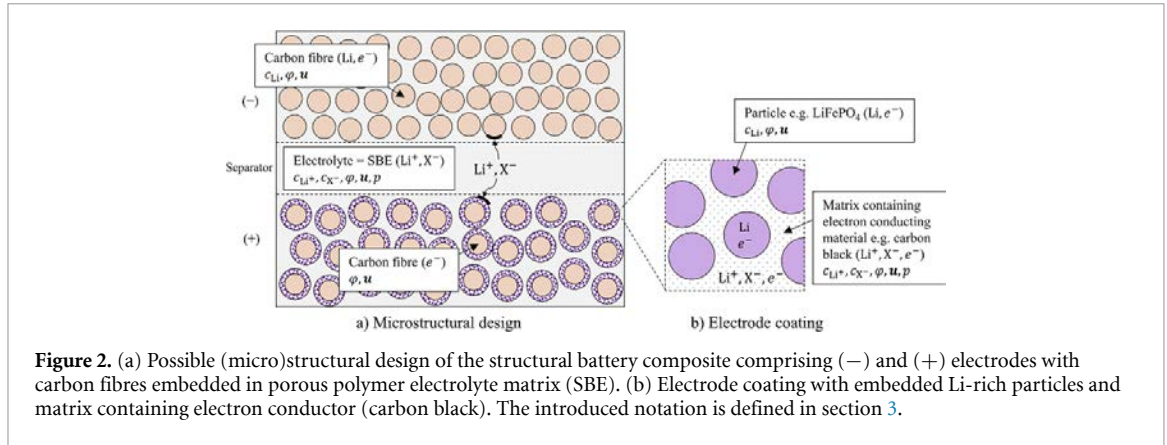 Carbon fibre (Li, e⁻)
c_Li, φ, u
(−)
Separator
Electrolyte – SBE (Li⁺, X⁻)
c_Li⁺, c_X⁻, φ, u, p
Li⁺, X⁻
(+)
Carbon fibre (e⁻)
φ, u
a) Microstructural design
Particle e.g. LiFePO₄ (Li, e⁻)
c_Li, φ, u
Li
e⁻
Li⁺, X⁻, e⁻
Matrix containing
electron conducting
material e.g. carbon
black (Li⁺, X⁻, e⁻)
c_Li⁺, c_X⁻, φ, u, p
b) Electrode coating
Figure 2. (a) Possible (micro)structural design of the structural battery composite comprising (−) and (+) electrodes with
carbon fibres embedded in porous polymer electrolyte matrix (SBE). (b) Electrode coating with embedded Li-rich particles and
matrix containing electron conductor (carbon black). The introduced notation is defined in section 3.